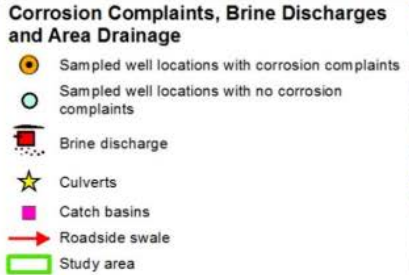 Corrosion Complaints, Brine Discharges
and Area Drainage
Sampled well locations with corrosion complaints
Sampled well locations with no corrosion
complaints
Brine discharge
Culverts
Catch basins
Roadside swale
Study area